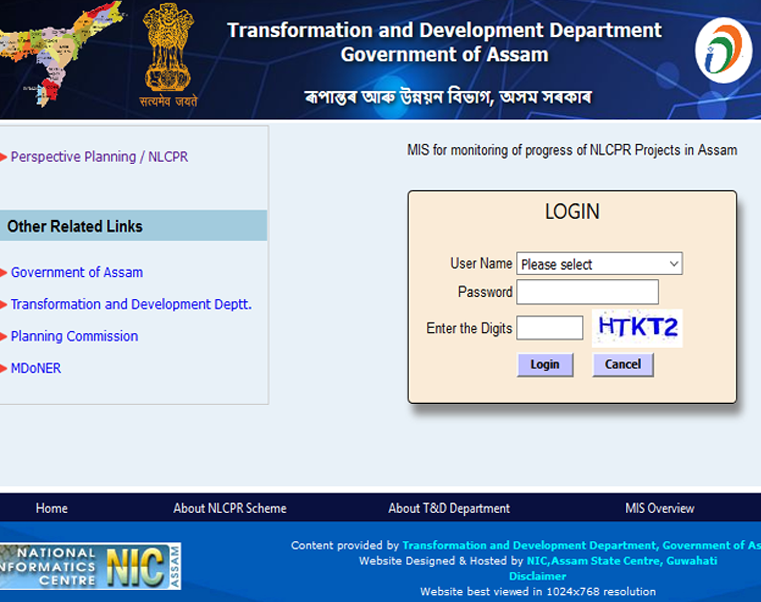 Transformation and Development Department
Government of Assam
ৰূপান্তৰ আৰু উন্নয়ন বিভাগ, অসম সৰকাৰ
सत्यमेव जयते
Perspective Planning / NLCPR
MIS for monitoring of progress of NLCPR Projects in Assam
Other Related Links
Government of Assam
Transformation and Development Deptt.
Planning Commission
MDoNER
LOGIN
User Name Please select
Password
Enter the Digits HTKT2
Login Cancel
Home About NLCPR Scheme About T&D Department MIS Overview
NATIONAL
NFORMATICS
CENTRE
NIC
ASSAM
Content provided by Transformation and Development Department, Government of As
Website Designed & Hosted by NIC,Assam State Centre, Guwahati
Disclaimer
Website best viewed in 1024x768 resolution